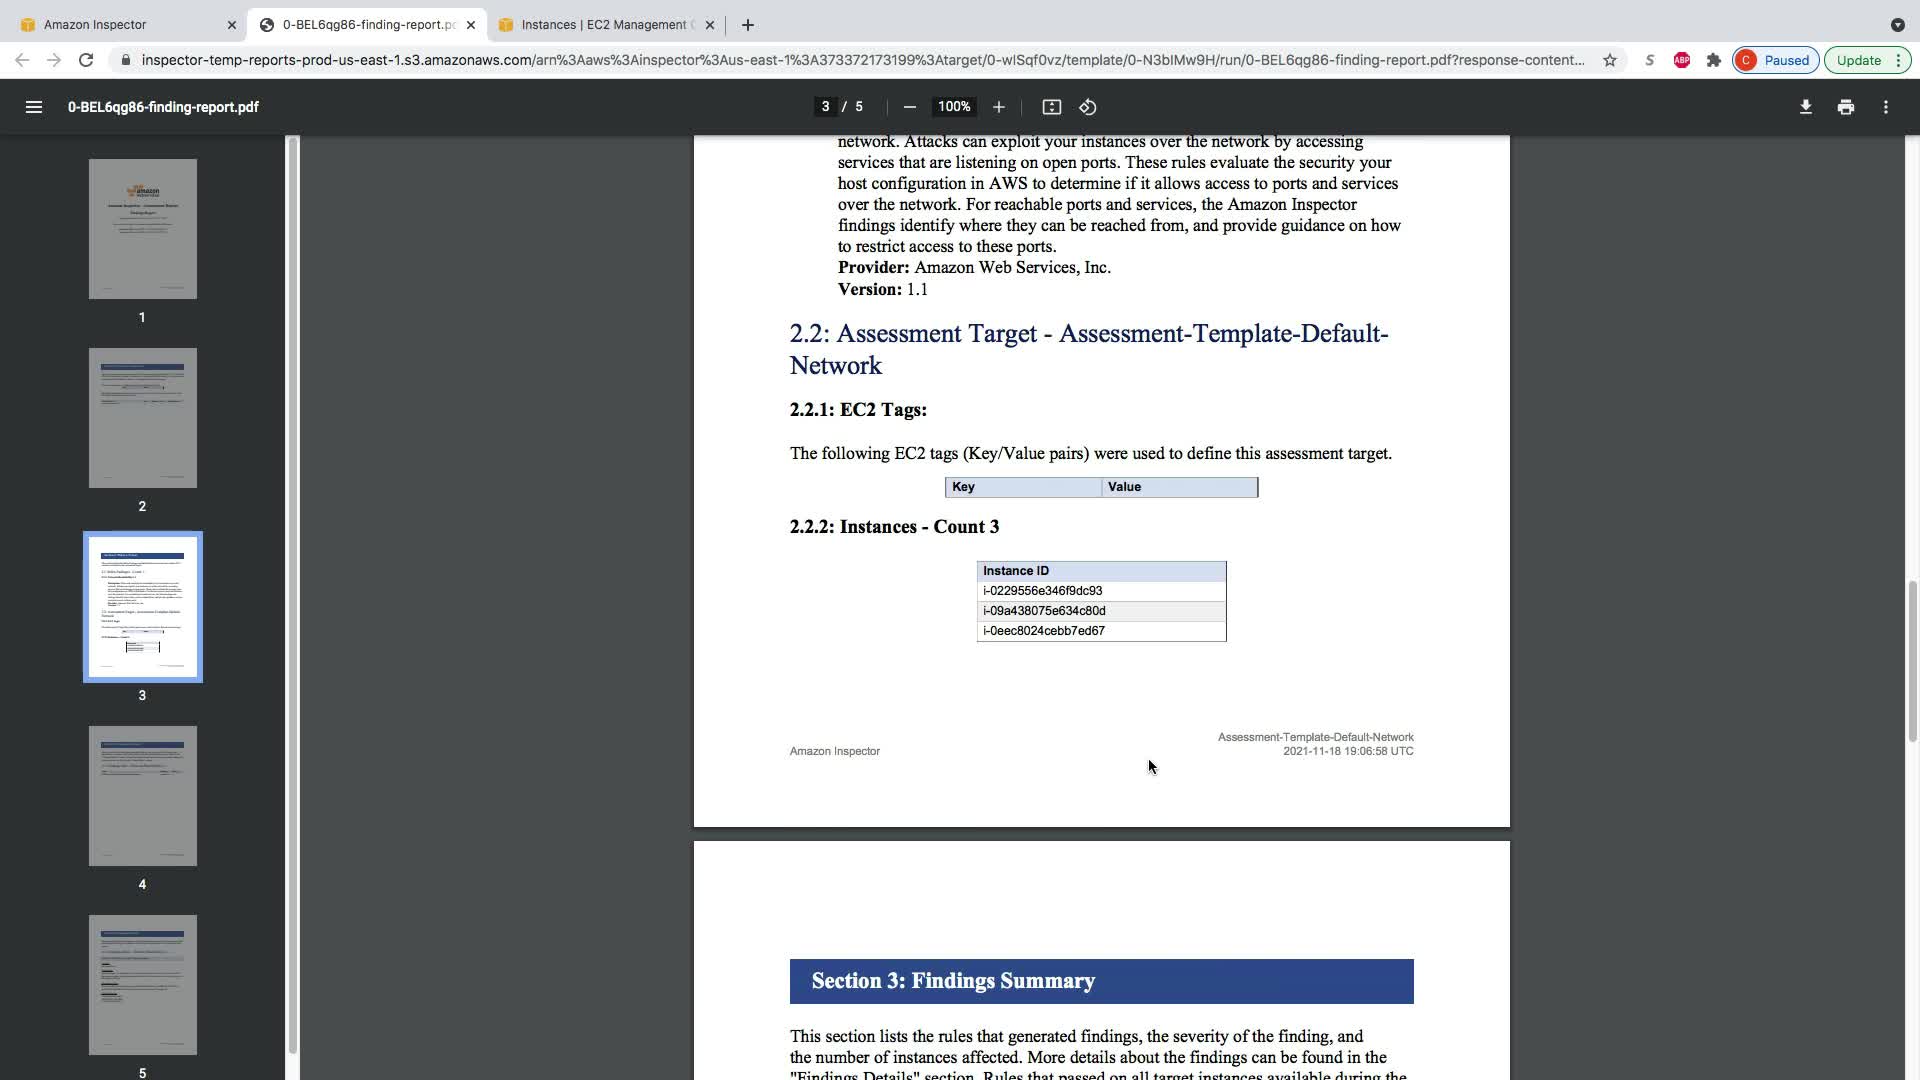 Amazon Inspector
0-BEL6qg86-finding-report.pd
Instances | EC2 Management C
inspector-temp-reports-prod-us-east-1.s3.amazonaws.com/arn%3Aaws%3Ainspector%3Aus-east-1%3A373372173199%3Atarget/0-wlSqf0vz/template/0-N3bIMw9H/run/0-BEL6qg86-finding-report.pdf?response-content...
S
ABP
C Paused
Update
0-BEL6qg86-finding-report.pdf
3 / 5
100%
1
2
3
4
5
network. Attacks can exploit your instances over the network by accessing
services that are listening on open ports. These rules evaluate the security your
host configuration in AWS to determine if it allows access to ports and services
over the network. For reachable ports and services, the Amazon Inspector
findings identify where they can be reached from, and provide guidance on how
to restrict access to these ports.
Provider: Amazon Web Services, Inc.
Version: 1.1
2.2: Assessment Target - Assessment-Template-Default-
Network
2.2.1: EC2 Tags:
The following EC2 tags (Key/Value pairs) were used to define this assessment target.
Key Value
2.2.2: Instances - Count 3
Instance ID
i-0229556e346f9dc93
i-09a438075e634c80d
i-0eec8024cebb7ed67
Assessment-Template-Default-Network
Amazon Inspector 2021-11-18 19:06:58 UTC
Section 3: Findings Summary
This section lists the rules that generated findings, the severity of the finding, and
the number of instances affected. More details about the findings can be found in the
"Findings Details" section. Rules that passed on all target instances available during the